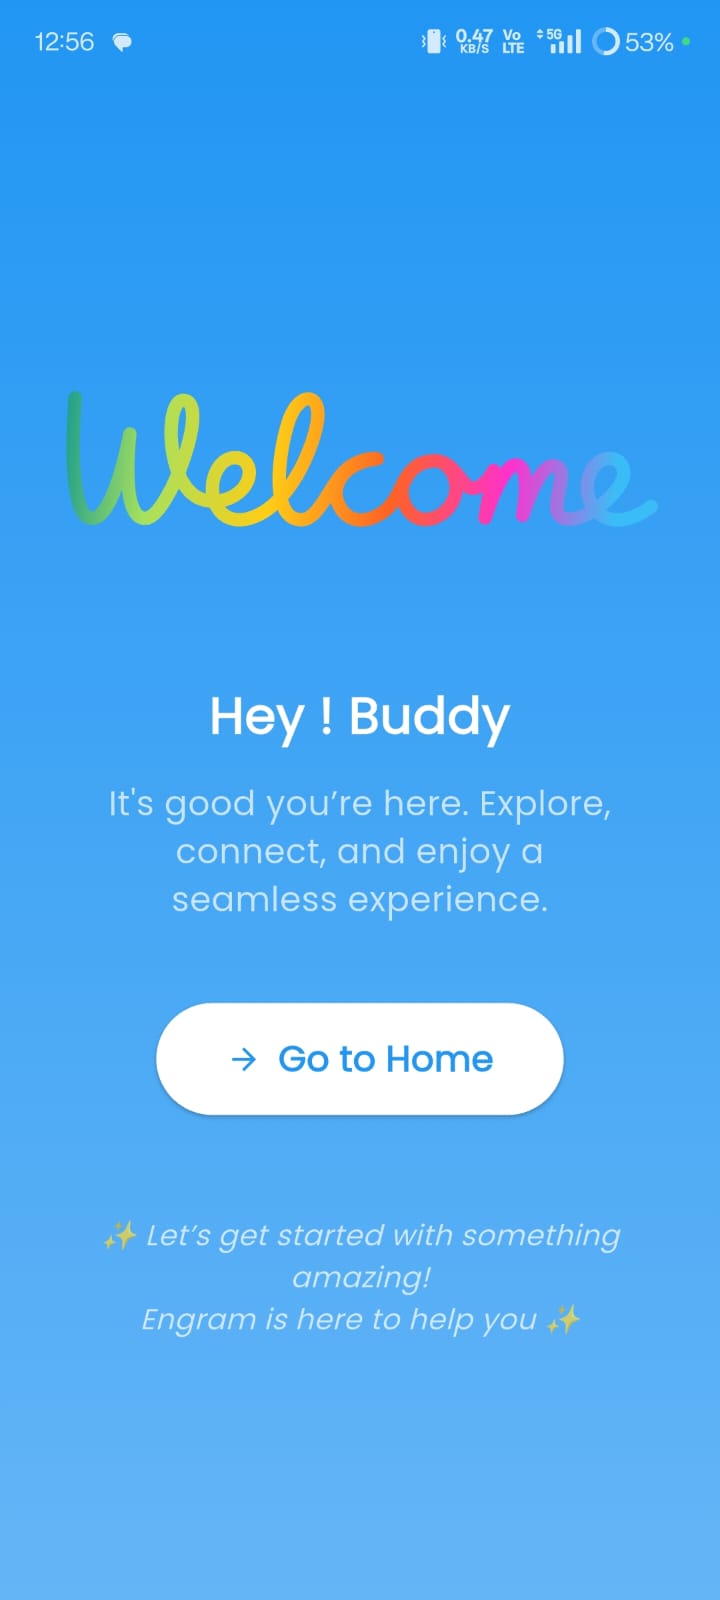 12:56 0.47 KB/S Vo LTE 5G 53%
Welcome
Hey ! Buddy
It's good you’re here. Explore,
connect, and enjoy a
seamless experience.
→ Go to Home
✨ Let’s get started with something
amazing!
Engram is here to help you ✨